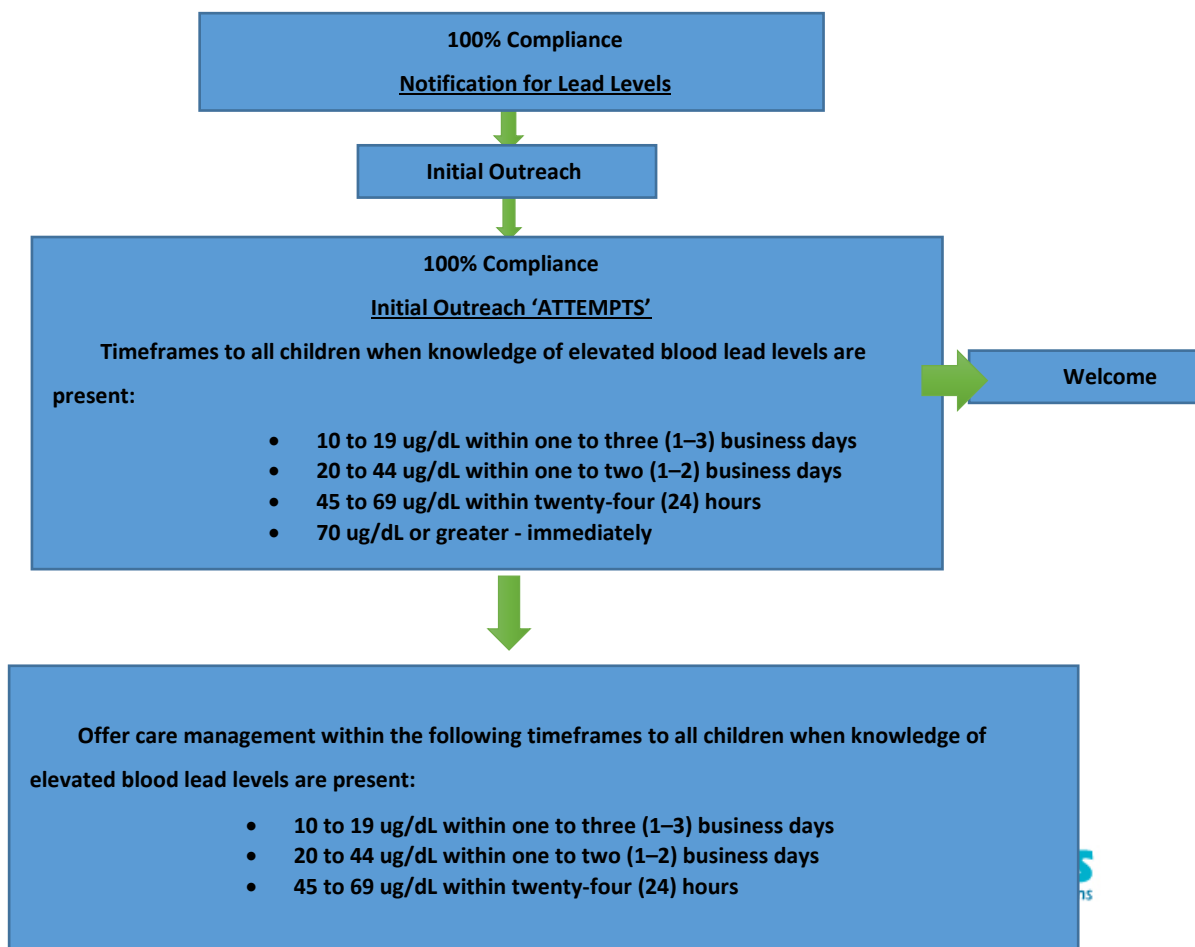 100% Compliance
Notification for Lead Levels
Initial Outreach
100% Compliance
Initial Outreach ‘ATTEMPTS’
Timeframes to all children when knowledge of elevated blood lead levels are
present:
• 10 to 19 ug/dL within one to three (1–3) business days
• 20 to 44 ug/dL within one to two (1–2) business days
• 45 to 69 ug/dL within twenty-four (24) hours
• 70 ug/dL or greater - immediately
Welcome
Offer care management within the following timeframes to all children when knowledge of
elevated blood lead levels are present:
• 10 to 19 ug/dL within one to three (1–3) business days
• 20 to 44 ug/dL within one to two (1–2) business days
• 45 to 69 ug/dL within twenty-four (24) hours